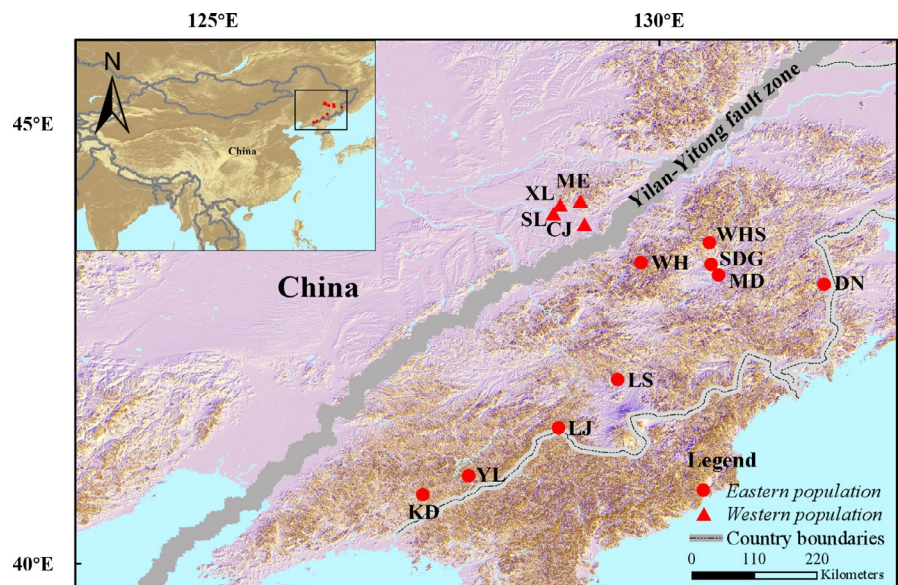 125°E
130°E
N
45°E
China
Yilan-Yitong fault zone
ME
XL
SL
CJ
WHS
SDG
WH
MD
DN
China
LS
LJ
YL
KD
Legend
Eastern population
Western population
Country boundaries
0 110 220
Kilometers
40°E